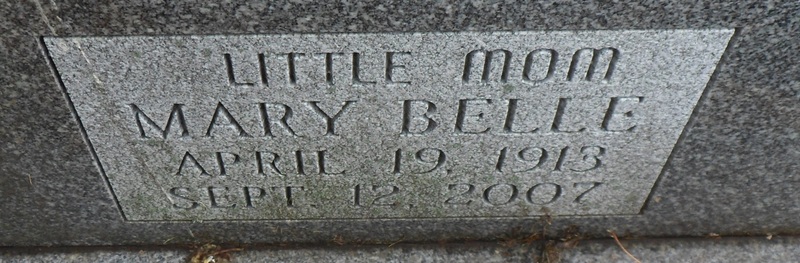 LITTLE MOM
MARY BELLE
APRIL 19, 1913
SEPT. 12, 2007